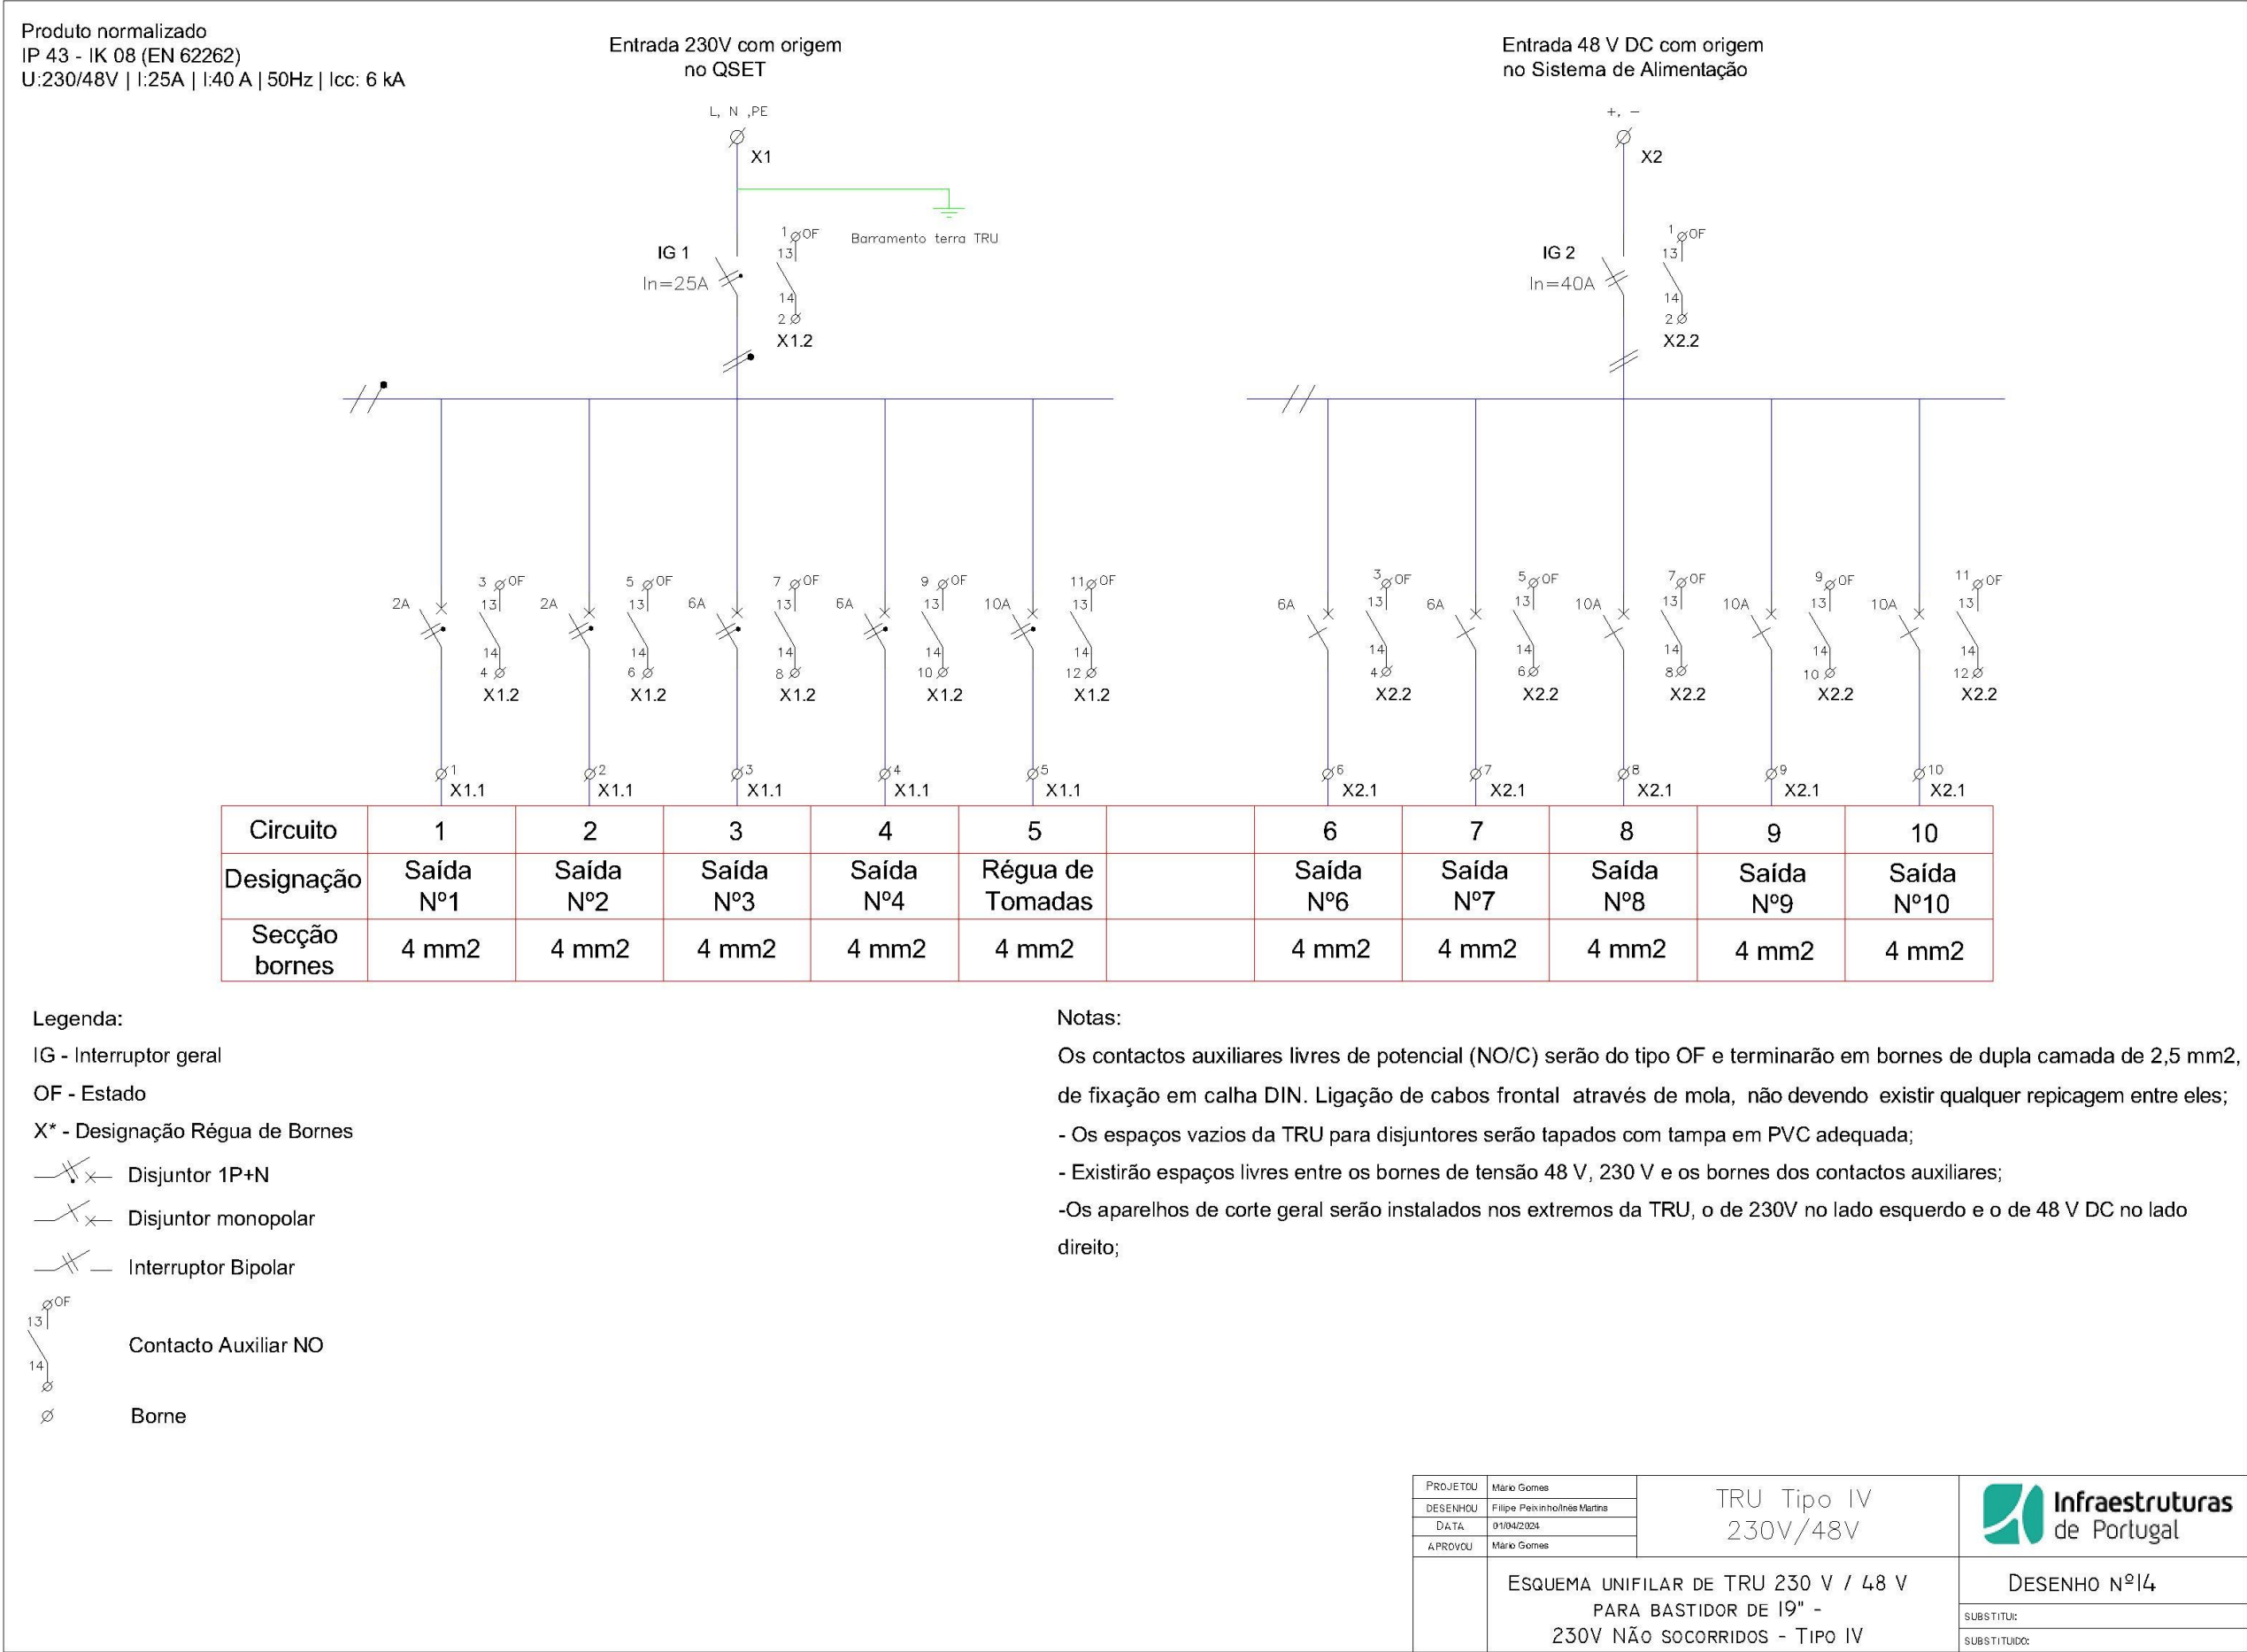 Produto normalizado
IP 43 - IK 08 (EN 62262)
U:230/48V | I:25A | I:40 A | 50Hz | Icc: 6 kA
Entrada 230V com origem
no QSET
L, N ,PE
X1
Barramento terra TRU
IG 1
In=25A
1 OF
13
14
2
X1.2
Entrada 48 V DC com origem
no Sistema de Alimentação
+, -
X2
IG 2
In=40A
1 OF
13
14
2
X2.2
2A
3 OF
13
14
4
X1.2
2A
5 OF
13
14
6
X1.2
6A
7 OF
13
14
8
X1.2
6A
9 OF
13
14
10
X1.2
10A
11 OF
13
14
12
X1.2
6A
3 OF
13
14
4
X2.2
6A
5 OF
13
14
6
X2.2
10A
7 OF
13
14
8
X2.2
10A
9 OF
13
14
10
X2.2
10A
11 OF
13
14
12
X2.2
1 2 3 4 5 6 7 8 9 10
X1.1 X1.1 X1.1 X1.1 X1.1 X2.1 X2.1 X2.1 X2.1 X2.1
Circuito 1 2 3 4 5 6 7 8 9 10
Designação
Saída
Nº1
Saída
Nº2
Saída
Nº3
Saída
Nº4
Régua de
Tomadas
Saída
Nº6
Saída
Nº7
Saída
Nº8
Saída
Nº9
Saída
Nº10
Secção
bornes
4 mm2 4 mm2 4 mm2 4 mm2 4 mm2 4 mm2 4 mm2 4 mm2 4 mm2 4 mm2
Legenda:
IG - Interruptor geral
OF - Estado
X* - Designação Régua de Bornes
Disjuntor 1P+N
Disjuntor monopolar
Interruptor Bipolar
OF
13
14
Contacto Auxiliar NO
Borne
Notas:
Os contactos auxiliares livres de potencial (NO/C) serão do tipo OF e terminarão em bornes de dupla camada de 2,5 mm2,
de fixação em calha DIN. Ligação de cabos frontal através de mola, não devendo existir qualquer repicagem entre eles;
- Os espaços vazios da TRU para disjuntores serão tapados com tampa em PVC adequada;
- Existirão espaços livres entre os bornes de tensão 48 V, 230 V e os bornes dos contactos auxiliares;
-Os aparelhos de corte geral serão instalados nos extremos da TRU, o de 230V no lado esquerdo e o de 48 V DC no lado
direito;
PROJETOU Mário Gomes
DESENHOU Filipe Peixinho/Inês Martins
DATA 01/04/2024
APROVOU Mário Gomes
TRU Tipo IV
230V/48V
Infraestruturas
de Portugal
ESQUEMA UNIFILAR DE TRU 230 V / 48 V
PARA BASTIDOR DE 19" -
230V NÃO SOCORRIDOS - TIPO IV
DESENHO Nº14
SUBSTITUI:
SUBSTITUIDO: